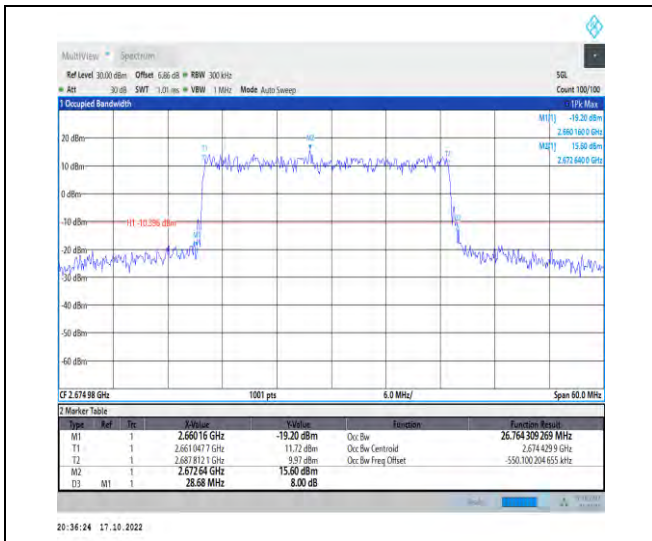 MultiView Spectrum
Ref Level 30.00 dBm Offset 6.86 dB RBW 300 kHz SGL
Att 30 dB SWT 1.01 ms VBW 1 MHz Mode Auto Sweep Count 100/100
1 Occupied Bandwidth 1Pk Max
M1[1] -19.20 dBm
2.660 160 0 GHz
M2[1] 15.60 dBm
2.672 640 0 GHz
M2
T1
T2
20 dBm
10 dBm
0 dBm
-10 dBm
H1 -10.396 dBm
-20 dBm
-30 dBm
-40 dBm
-50 dBm
-60 dBm
CF 2.674 98 GHz 1001 pts 6.0 MHz/ Span 60.0 MHz
2 Marker Table
Type Ref Trc X-Value Y-Value Function Function Result
M1 1 2.660 16 GHz -19.20 dBm Occ Bw 26.764 309 269 MHz
T1 1 2.661 047 7 GHz 11.72 dBm Occ Bw Centroid 2.674 429 9 GHz
T2 1 2.687 812 1 GHz 9.97 dBm Occ Bw Freq Offset -550.100 204 655 kHz
M2 1 2.672 64 GHz 15.60 dBm
D3 M1 1 28.68 MHz 8.00 dB
20:36:24 17.10.2022